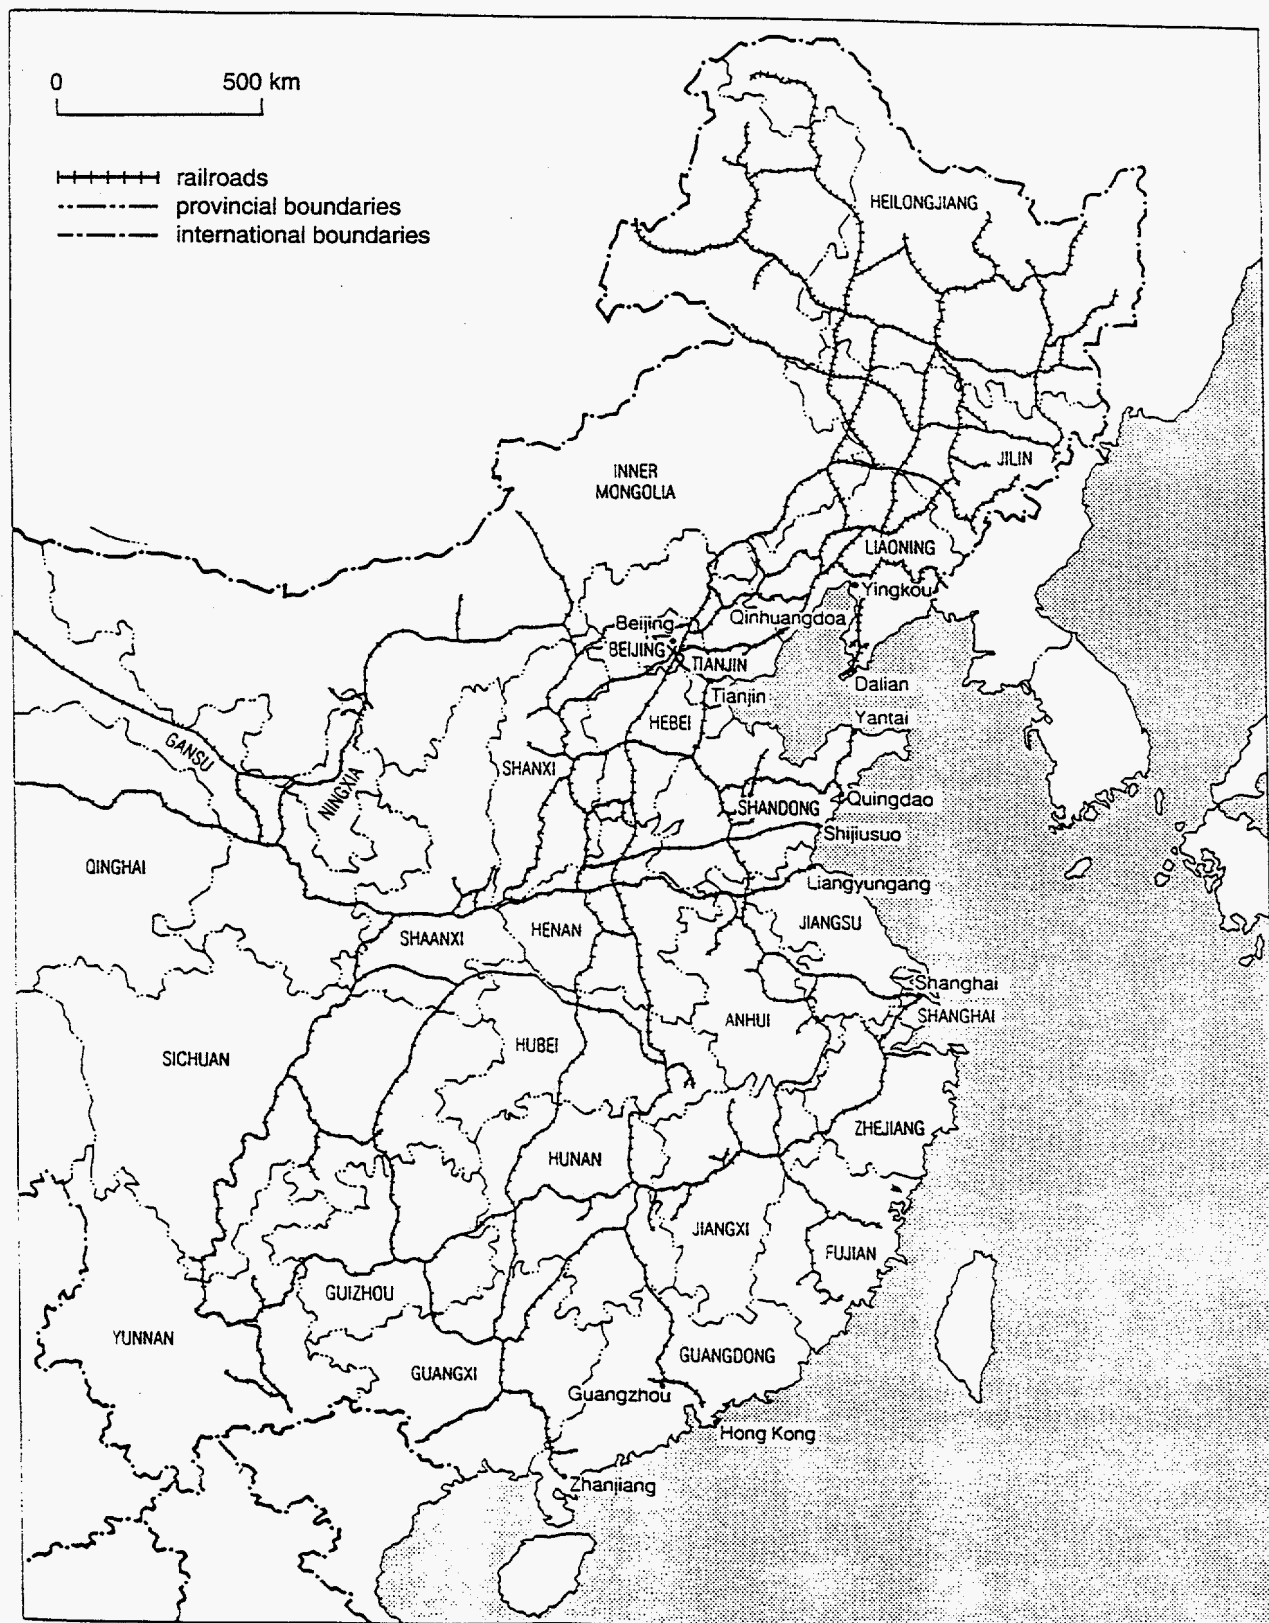 0 500 km
railroads
provincial boundaries
international boundaries
HEILONGJIANG
INNER
MONGOLIA
JILIN
LIAONING
Yingkou
Beijing
Qinhuangdoa
BEIJING
TIANJIN
Tianjin
Dalian
HEBEI
Yantai
GANSU
SHANXI
NINGXIA
SHANDONG
Quingdao
Shijiusuo
QINGHAI
Liangyungang
SHAANXI
HENAN
JIANGSU
Shanghai
SHANGHAI
ANHUI
HUBEI
SICHUAN
ZHEJIANG
HUNAN
JIANGXI
FUJIAN
GUIZHOU
YUNNAN
GUANGXI
GUANGDONG
Guangzhou
Hong Kong
Zhanjiang